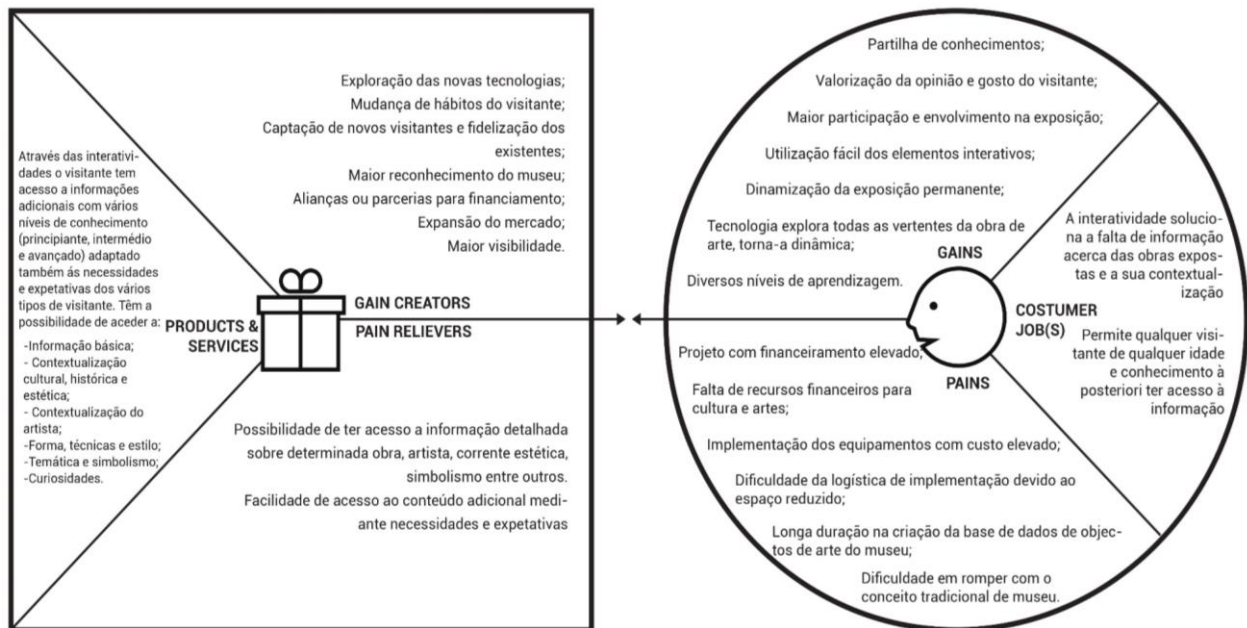 Exploração das novas tecnologias;
Mudança de hábitos do visitante;
Captação de novos visitantes e fidelização dos
existentes;
Maior reconhecimento do museu;
Alianças ou parcerias para financiamento;
Expansão do mercado;
Maior visibilidade.
Através das interativi-
dades o visitante tem
acesso a informações
adicionais com vários
níveis de conhecimento
(principiante, intermédio
e avançado) adaptado
também ás necessidades
e expetativas dos vários
tipos de visitante. Têm a
possibilidade de aceder a:
-Informação básica;
- Contextualização
cultural, histórica e
estética;
- Contextualização do
artista;
-Forma, técnicas e estilo;
-Temática e simbolismo;
-Curiosidades.
PRODUCTS &
SERVICES
GAIN CREATORS
PAIN RELIEVERS
Possibilidade de ter acesso a informação detalhada
sobre determinada obra, artista, corrente estética,
simbolismo entre outros.
Facilidade de acesso ao conteúdo adicional medi-
ante necessidades e expetativas
Partilha de conhecimentos;
Valorização da opinião e gosto do visitante;
Maior participação e envolvimento na exposição;
Utilização fácil dos elementos interativos;
Dinamização da exposição permanente;
Tecnologia explora todas as vertentes da obra de
arte, torna-a dinâmica;
Diversos níveis de aprendizagem.
GAINS
A interatividade solucio-
na a falta de informação
acerca das obras expos-
tas e a sua contextual-
ização
COSTUMER
JOB(S)
Permite qualquer visi-
tante de qualquer idade
e conhecimento à
posteriori ter acesso à
informação
PAINS
Projeto com financeiramento elevado;
Falta de recursos financeiros para
cultura e artes;
Implementação dos equipamentos com custo elevado;
Dificuldade da logística de implementação devido ao
espaço reduzido;
Longa duração na criação da base de dados de objec-
tos de arte do museu;
Dificuldade em romper com o
conceito tradicional de museu.